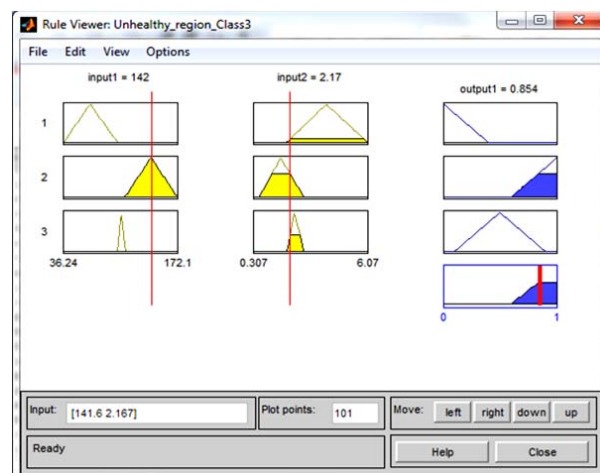 Rule Viewer: Unhealthy_region_Class3
File Edit View Options
input1 = 142 input2 = 2.17 output1 = 0.854
1
2
3
36.24 172.1 0.307 6.07
0 1
Input: [141.6 2.167] Plot points: 101 Move: left right down up
Ready Help Close